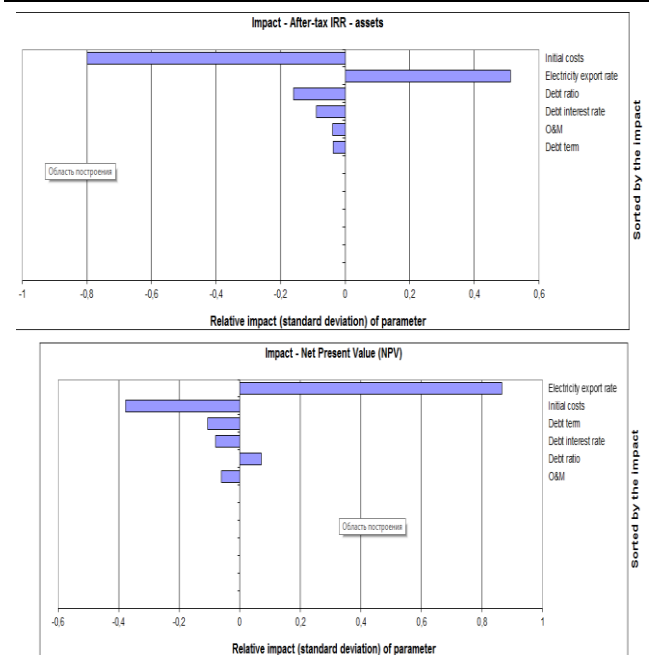 Impact - After-tax IRR - assets
Initial costs
Electricity export rate
Debt ratio
Debt interest rate
O&M
Debt term
Область построения
Sorted by the impact
-1 -0,8 -0,6 -0,4 -0,2 0 0,2 0,4 0,6
Relative impact (standard deviation) of parameter
Impact - Net Present Value (NPV)
Electricity export rate
Initial costs
Debt term
Debt interest rate
Debt ratio
O&M
Область построения
Sorted by the impact
-0,6 -0,4 -0,2 0 0,2 0,4 0,6 0,8 1
Relative impact (standard deviation) of parameter